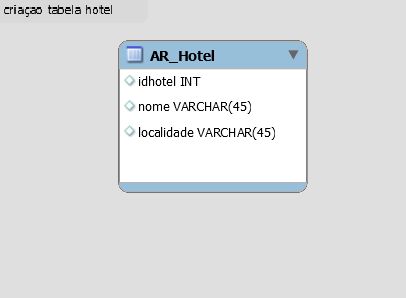 criaçao tabela hotel
AR_Hotel
idhotel INT
nome VARCHAR(45)
localidade VARCHAR(45)